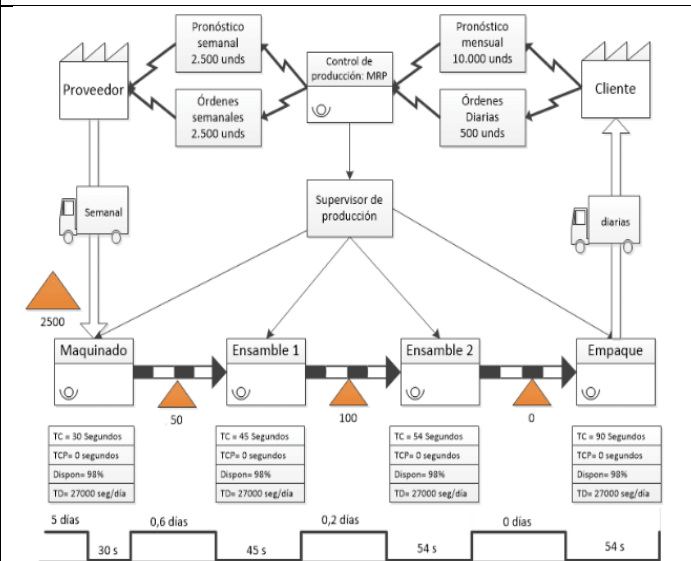 Pronóstico
semanal
2.500 unds
Control de
producción: MRP
Pronóstico
mensual
10.000 unds
Proveedor
Cliente
Órdenes
semanales
2.500 unds
Órdenes
Diarias
500 unds
Semanal
Supervisor de
producción
diarias
2500
Maquinado
Ensamble 1
Ensamble 2
Empaque
50
100
0
TC = 30 Segundos
TCP= 0 segundos
Dispon= 98%
TD= 27000 seg/día
TC = 45 Segundos
TCP= 0 segundos
Dispon= 98%
TD= 27000 seg/día
TC = 54 Segundos
TCP= 0 segundos
Dispon= 98%
TD= 27000 seg/día
TC = 90 Segundos
TCP= 0 segundos
Dispon= 98%
TD= 27000 seg/día
5 días
0,6 días
0,2 días
0 días
30 s
45 s
54 s
54 s